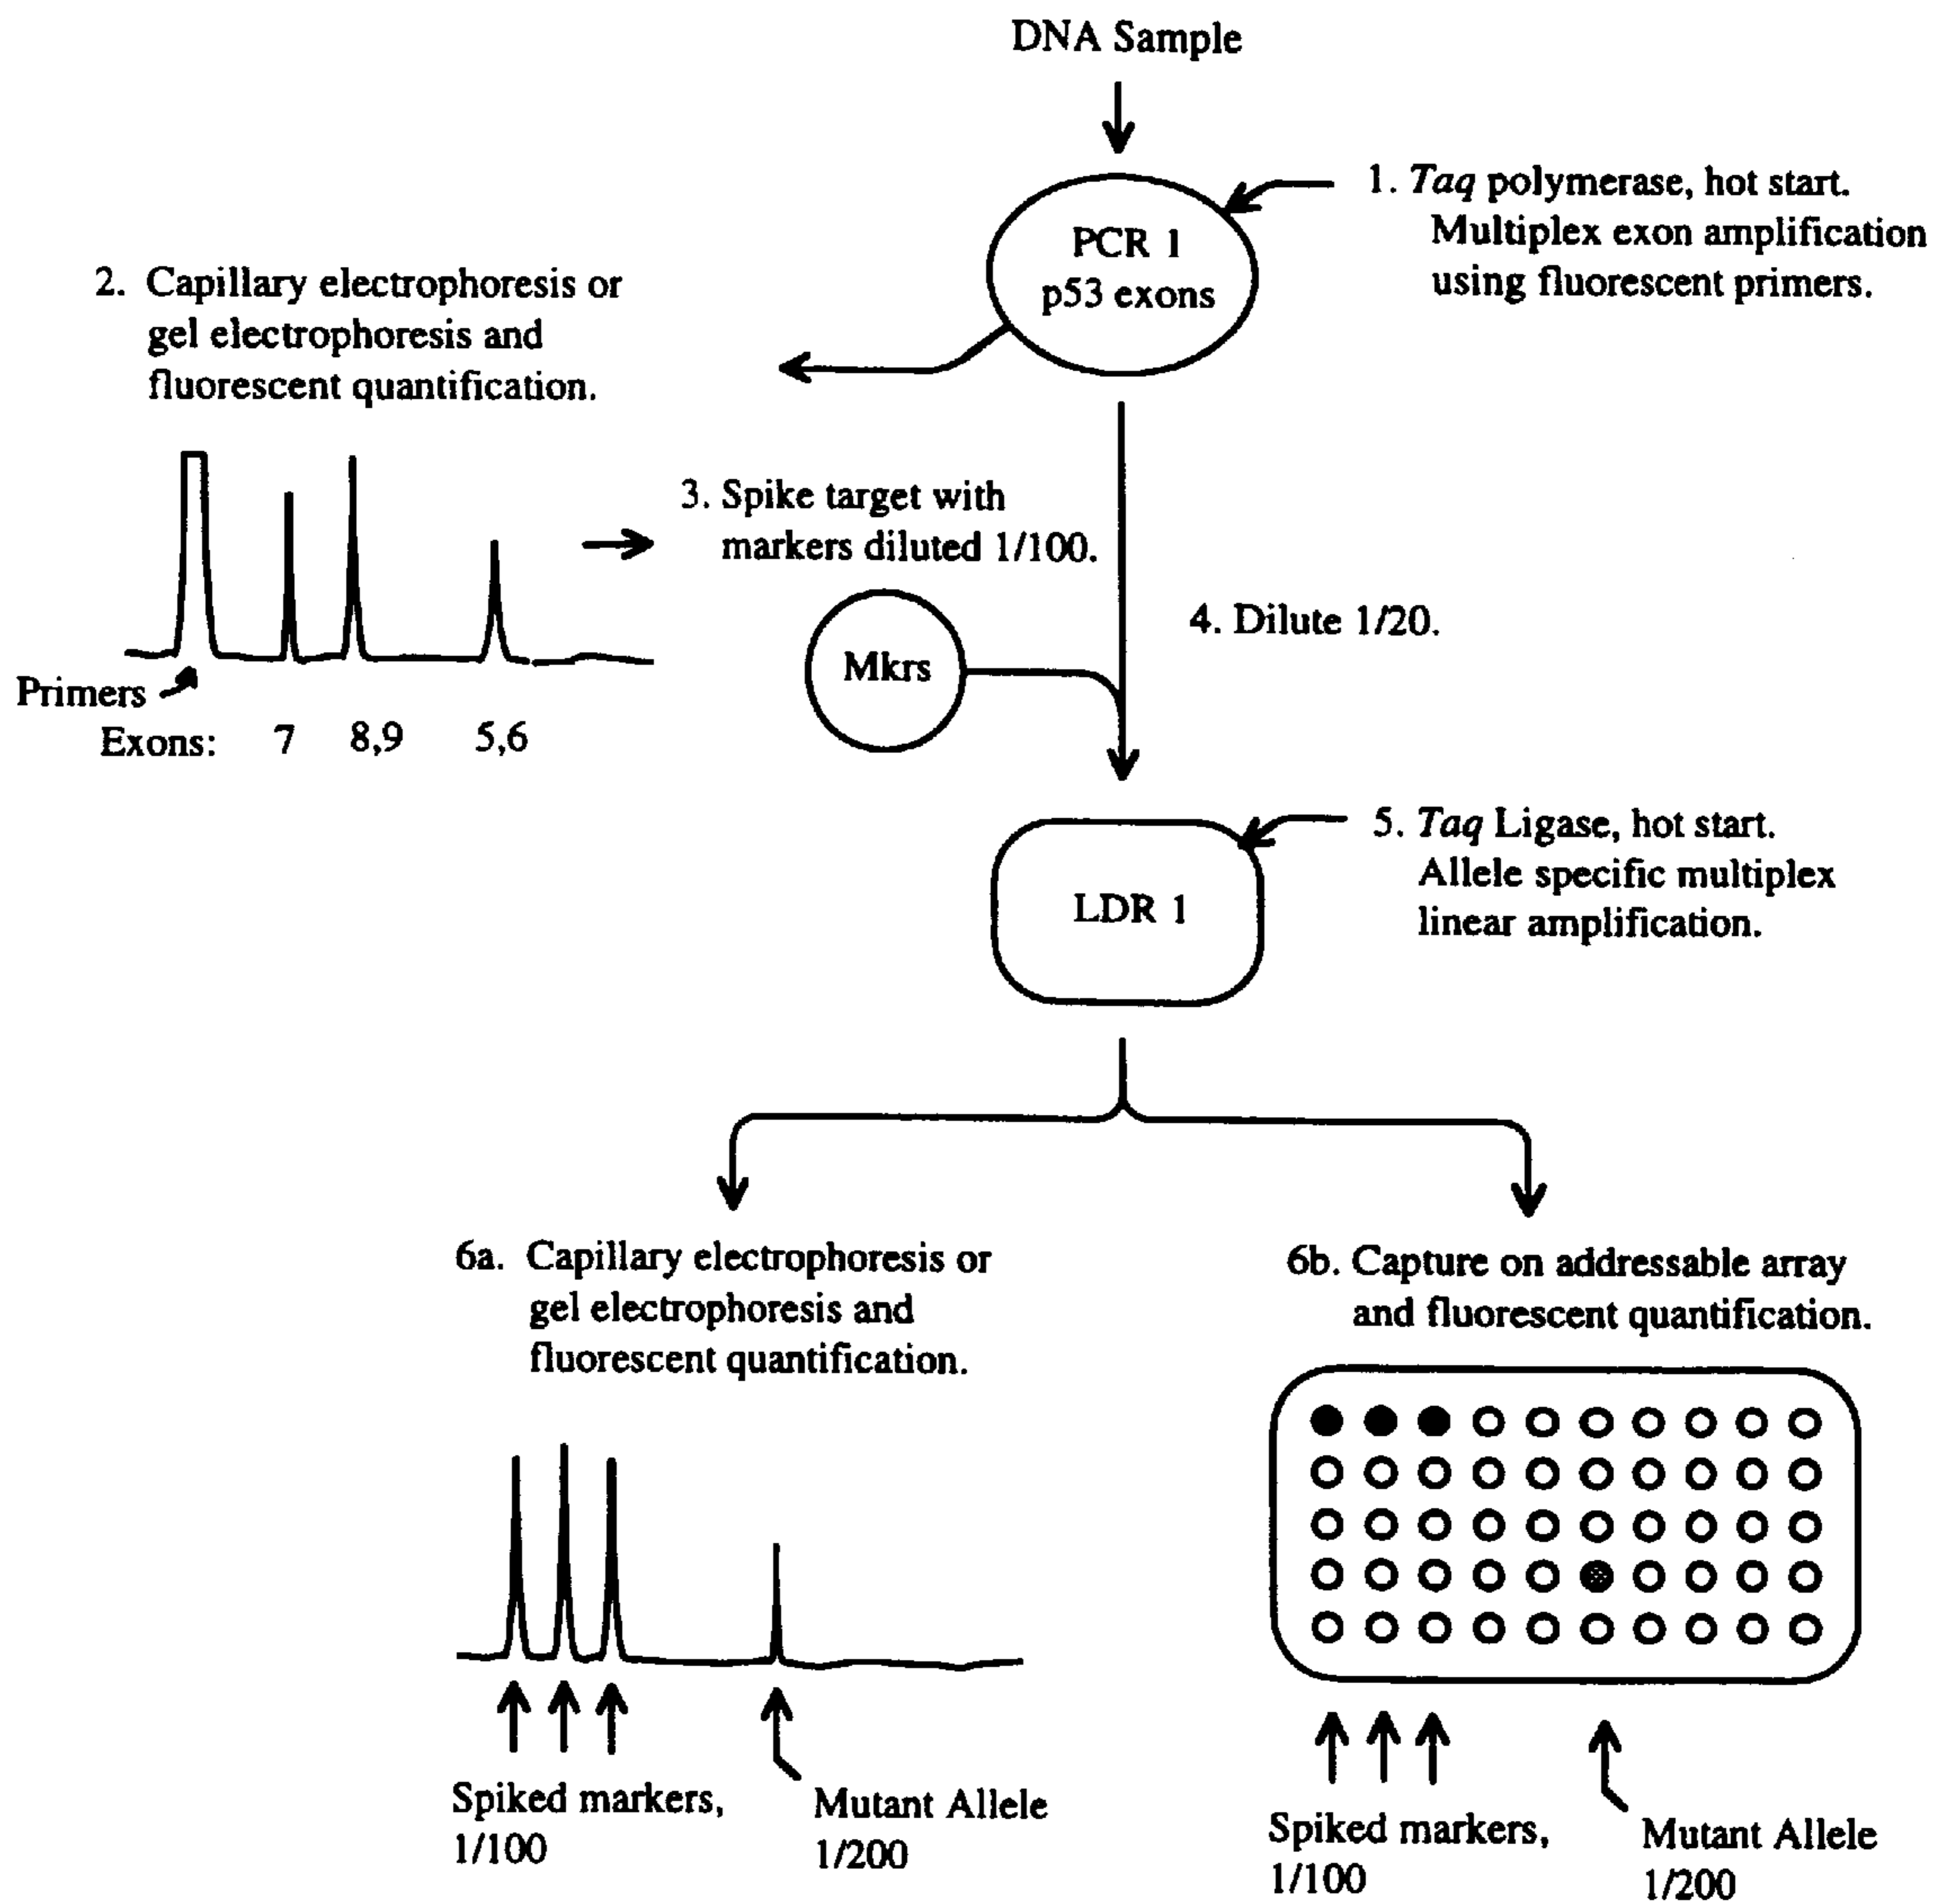 DNA Sample
1. Taq polymerase, hot start.
Multiplex exon amplification
using fluorescent primers.
PCR 1
p53 exons
2. Capillary electrophoresis or
gel electrophoresis and
fluorescent quantification.
3. Spike target with
markers diluted 1/100.
4. Dilute 1/20.
Mkrs
Primers
Exons: 7 8,9 5,6
5. Taq Ligase, hot start.
Allele specific multiplex
linear amplification.
LDR 1
6a. Capillary electrophoresis or
gel electrophoresis and
fluorescent quantification.
6b. Capture on addressable array
and fluorescent quantification.
Spiked markers,
1/100
Mutant Allele
1/200
Spiked markers,
1/100
Mutant Allele
1/200